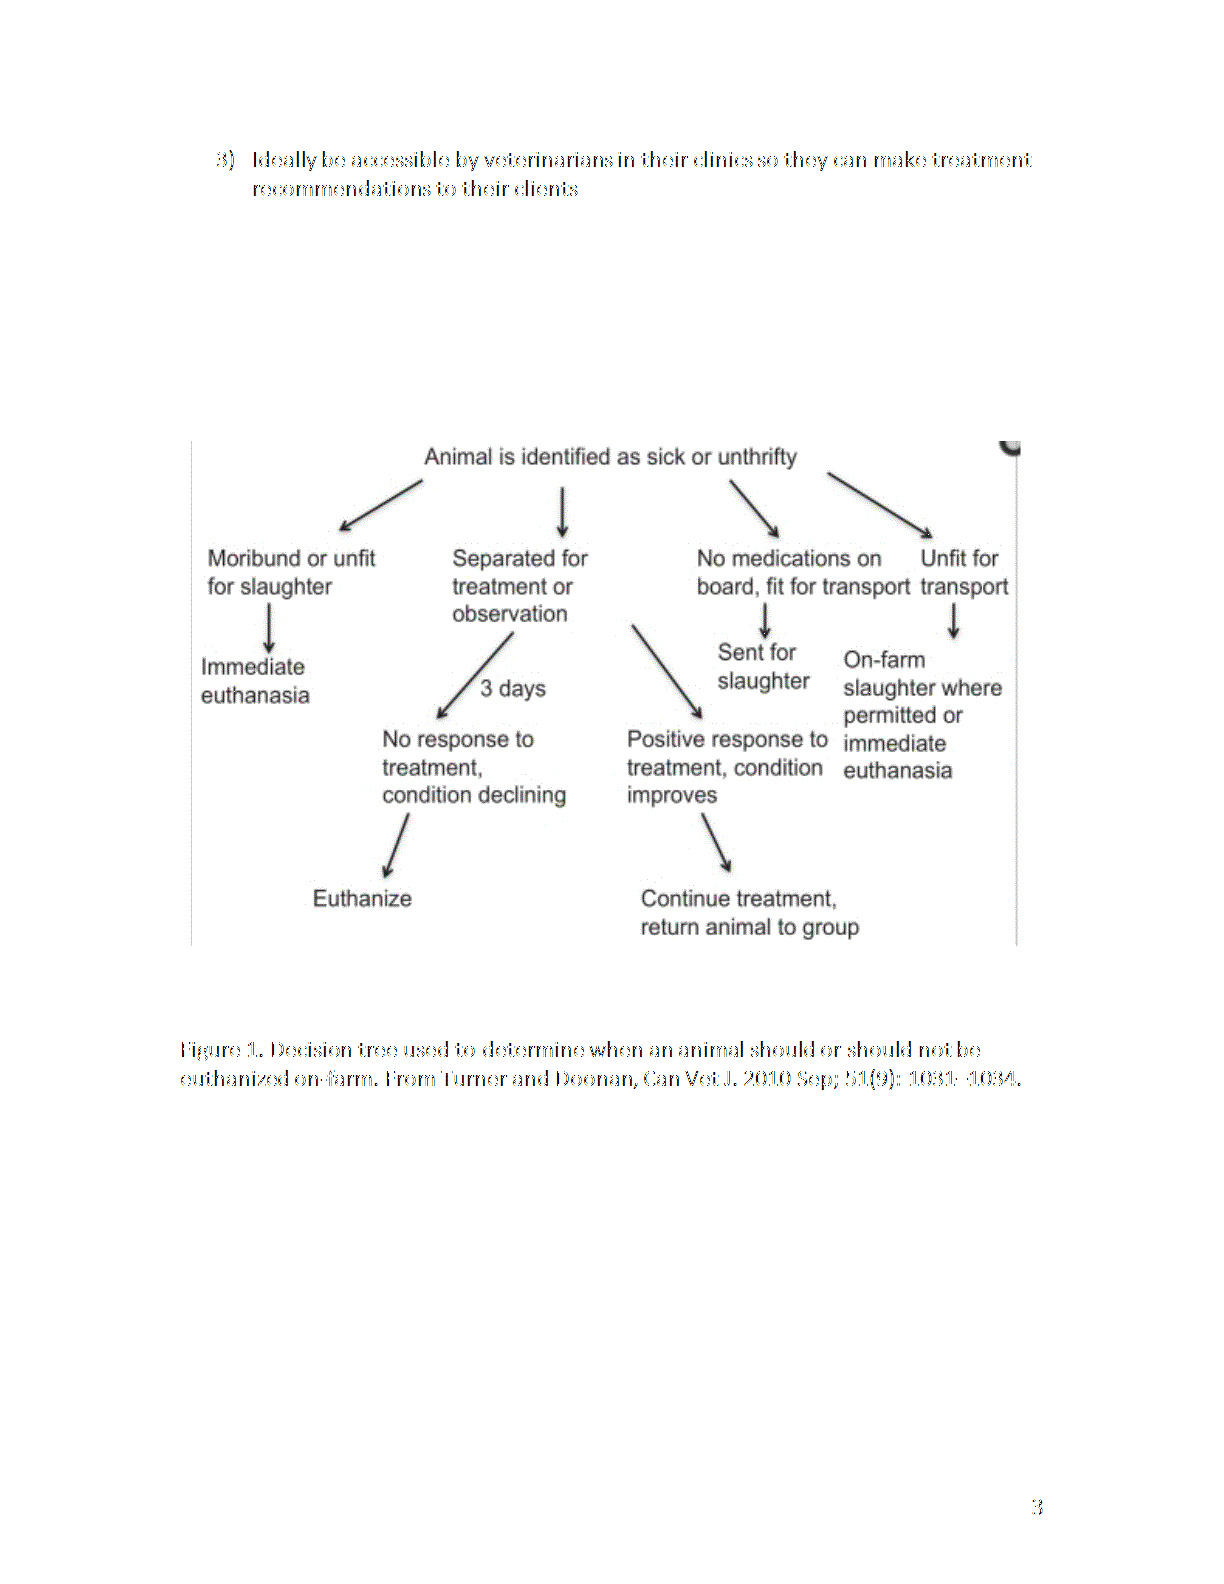 3) Ideally be accessible by veterinarians in their clinics so they can make treatment
recommendations to their clients
Animal is identified as sick or unthrifty
Moribund or unfit
for slaughter
Immediate
euthanasia
Separated for
treatment or
observation
3 days
No response to
treatment,
condition declining
Euthanize
Positive response to
treatment, condition
improves
Continue treatment,
return animal to group
No medications on
board, fit for transport
Sent for
slaughter
Unfit for
transport
On-farm
slaughter where
permitted or
immediate
euthanasia
Figure 1. Decision tree used to determine when an animal should or should not be
euthanized on-farm. From Turner and Doonan, Can Vet J. 2010 Sep; 51(9): 1031–1034.
3